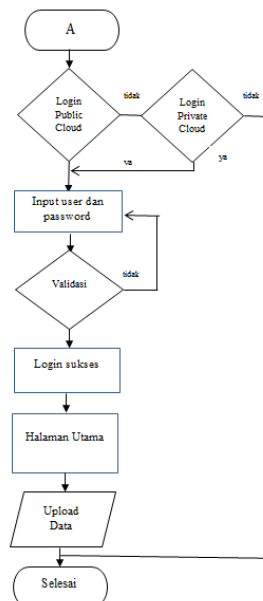 A
tidak
tidak
Login
Public
Cloud
Login
Private
Cloud
ya
ya
Input user dan
password
Validasi
tidak
Login sukses
Halaman Utama
Upload
Data
Selesai